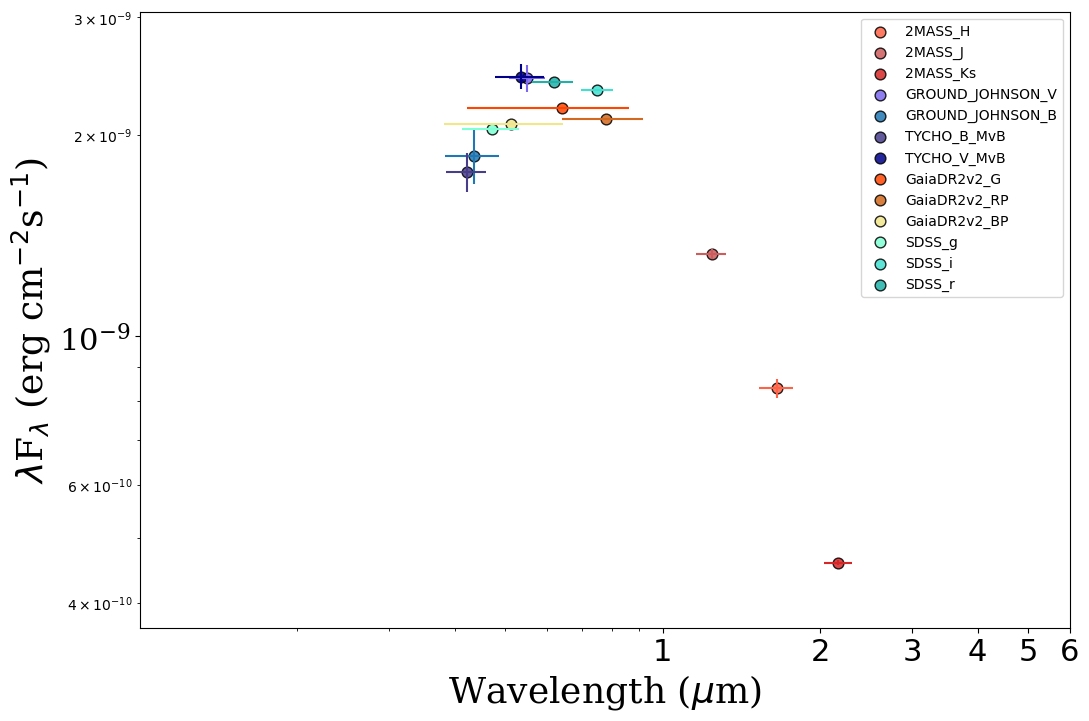 3 × 10⁻⁹
2 × 10⁻⁹
10⁻⁹
6 × 10⁻¹⁰
4 × 10⁻¹⁰
λF_λ (erg cm⁻²s⁻¹)
2MASS_H
2MASS_J
2MASS_Ks
GROUND_JOHNSON_V
GROUND_JOHNSON_B
TYCHO_B_MvB
TYCHO_V_MvB
GaiaDR2v2_G
GaiaDR2v2_RP
GaiaDR2v2_BP
SDSS_g
SDSS_i
SDSS_r
1 2 3 4 5 6
Wavelength (μm)